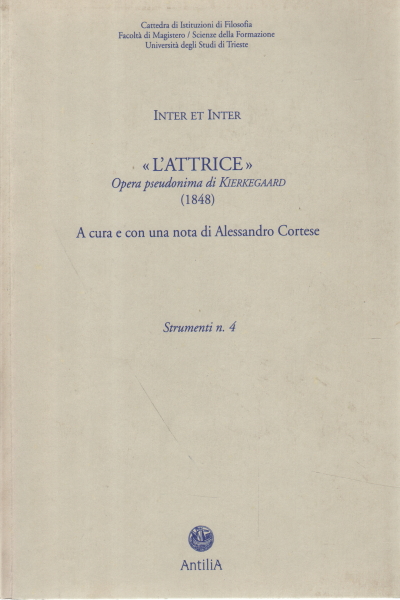 Cattedra di Istituzioni di Filosofia
Facoltà di Magistero / Scienze della Formazione
Università degli Studi di Trieste
INTER ET INTER
« L'ATTRICE »
Opera pseudonima di KIERKEGAARD
(1848)
A cura e con una nota di Alessandro Cortese
Strumenti n. 4
AntiliA